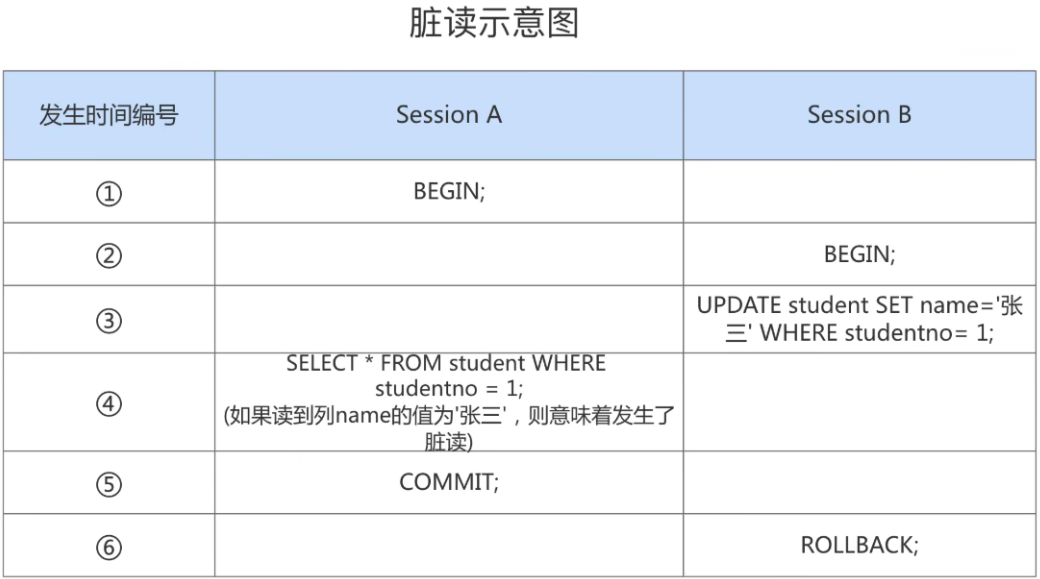 脏读示意图
发生时间编号
Session A
Session B
①
BEGIN;
②
BEGIN;
③
UPDATE student SET name='张
三' WHERE studentno= 1;
④
SELECT * FROM student WHERE
studentno = 1;
(如果读到列name的值为'张三'，则意味着发生了
脏读)
⑤
COMMIT;
⑥
ROLLBACK;